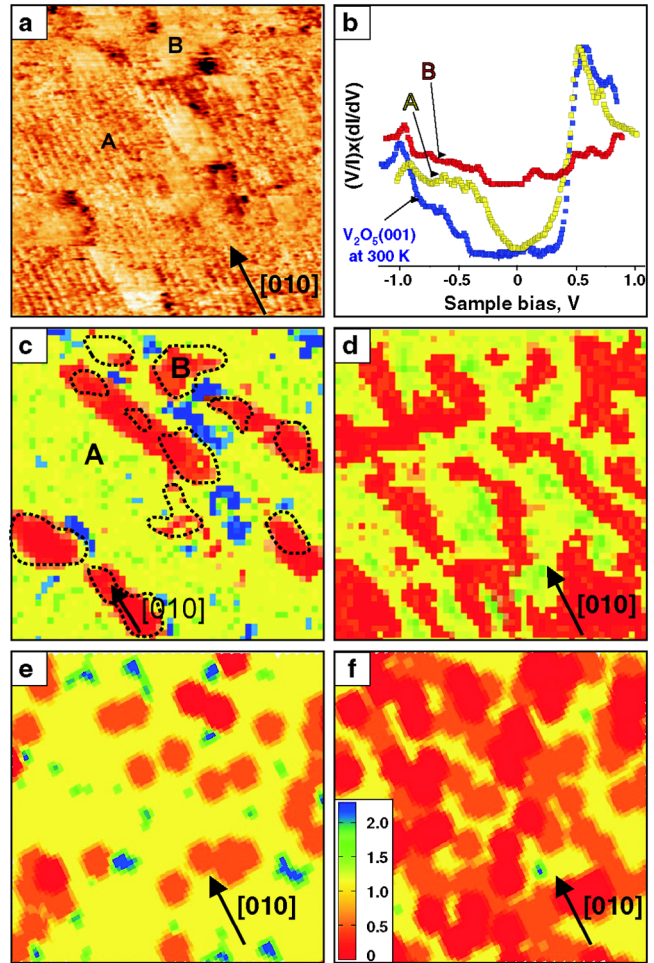 a
B
A
[010]
b
(V/I)x(dI/dV)
B
A
V₂O₅(001)
at 300 K
-1.0 -0.5 0 0.5 1.0
Sample bias, V
c
B
A
[010]
d
[010]
e
[010]
f
2.0
1.5
1.0
0.5
0
[010]